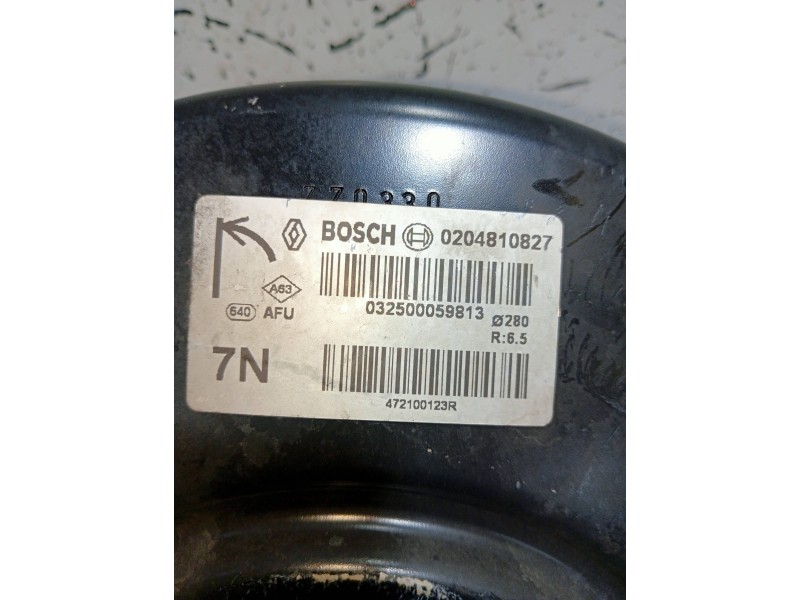 BOSCH 0204810827
A63
032500059813
640 AFU
Ø280
R:6.5
7N
472100123R